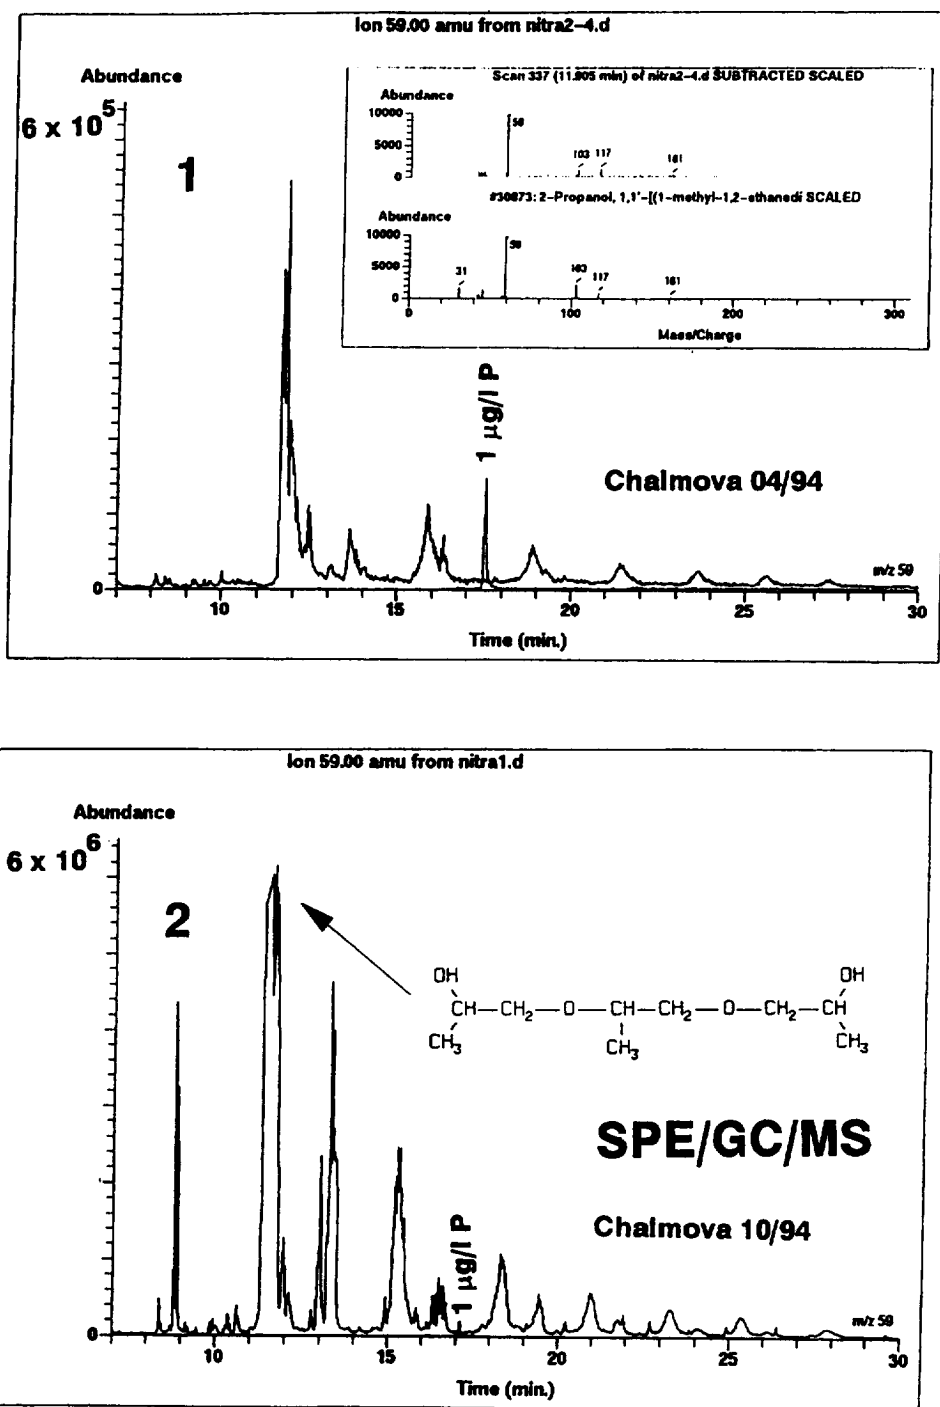 Ion 59.00 amu from nitra2-4.d
Abundance
6 x 10^5
1
Scan 337 (11.805 min) of nitra2-4.d SUBTRACTED SCALED
Abundance
10000
5000
0
59
103 117 161
#30873: 2-Propanol, 1,1'-[(1-methyl-1,2-ethanedi SCALED
Abundance
10000
5000
0
31 59 103 117 161
0 100 200 300
Mass/Charge
1 µg/l P
Chalmova 04/94
m/z 59
0
10 15 20 25 30
Time (min.)
Ion 59.00 amu from nitra1.d
Abundance
6 x 10^6
2
OH OH
CH—CH2—O—CH—CH2—O—CH2—CH
CH3 CH3 CH3
SPE/GC/MS
Chalmova 10/94
1 µg/l P
m/z 59
0
10 15 20 25 30
Time (min.)